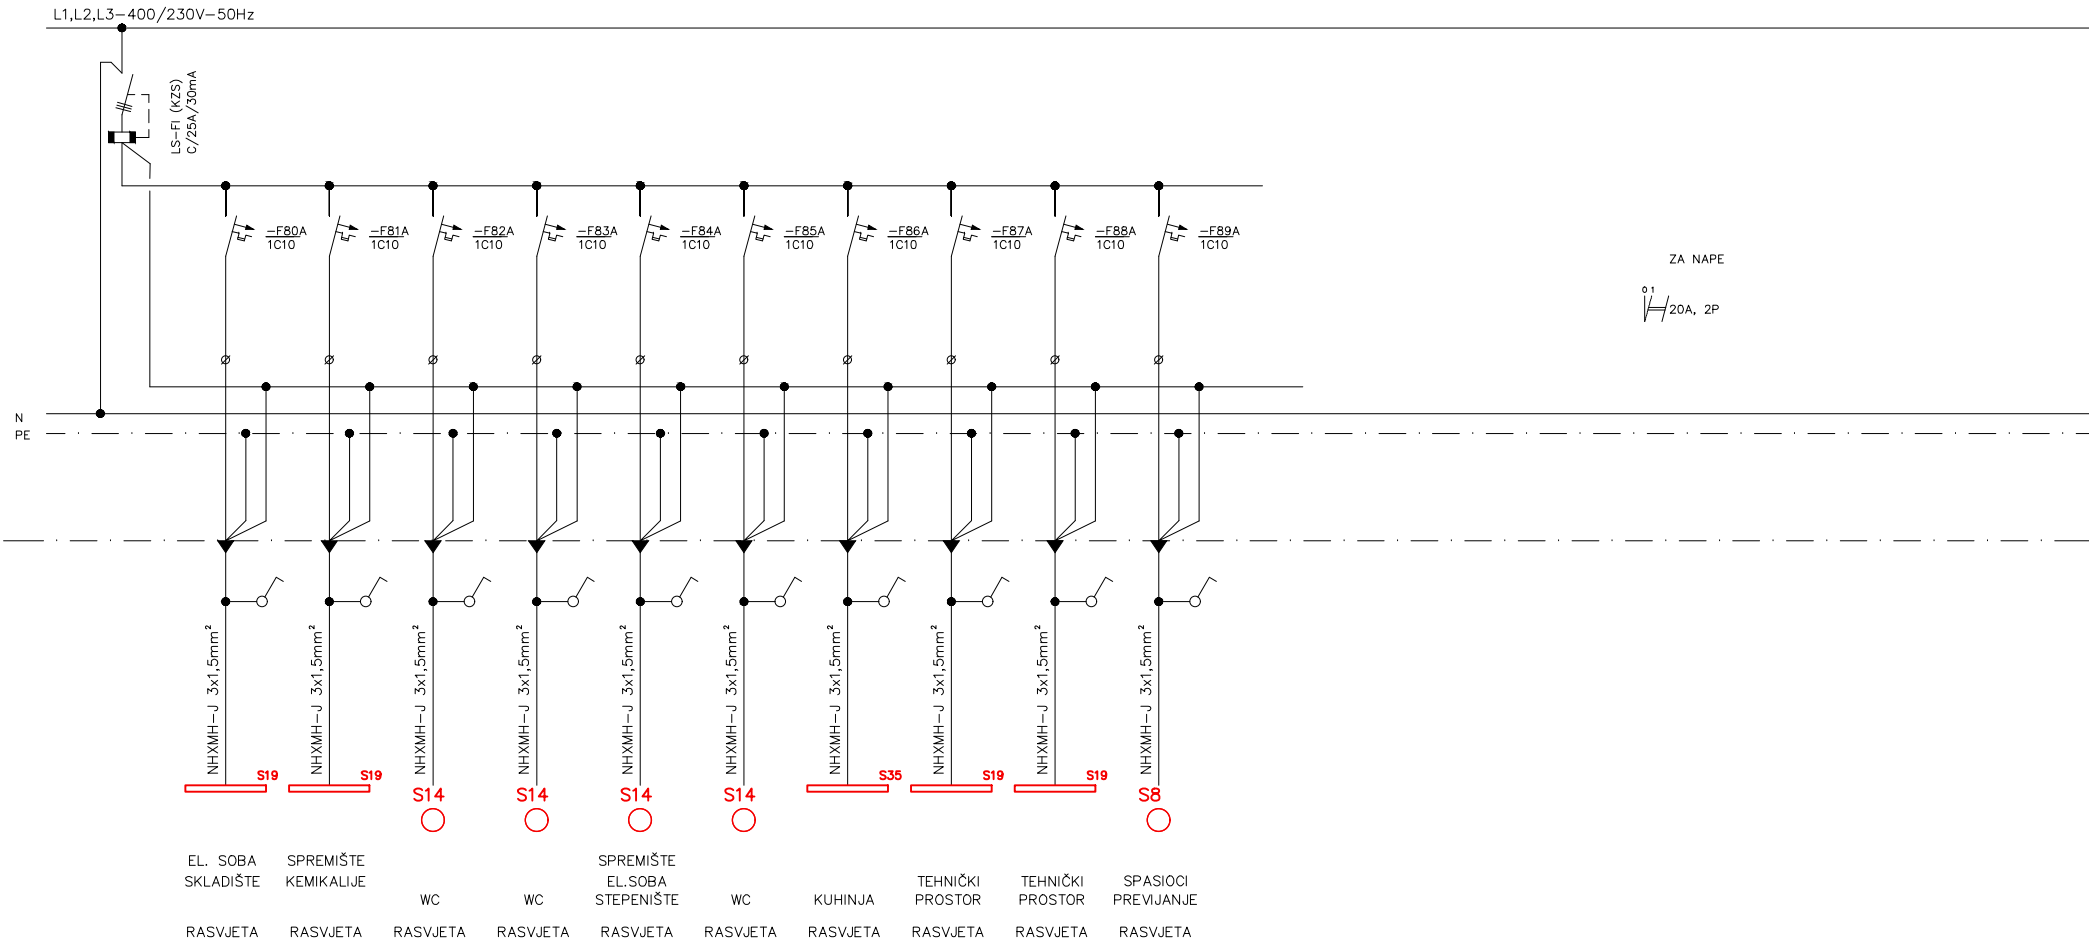 L1,L2,L3-400/230V-50Hz
LS-FI (KZS)
C/25A/30mA
-F80A
1C10
-F81A
1C10
-F82A
1C10
-F83A
1C10
-F84A
1C10
-F85A
1C10
-F86A
1C10
-F87A
1C10
-F88A
1C10
-F89A
1C10
ZA NAPE
0 1
20A, 2P
N
PE
NHXMH-J 3x1,5mm²
NHXMH-J 3x1,5mm²
NHXMH-J 3x1,5mm²
NHXMH-J 3x1,5mm²
NHXMH-J 3x1,5mm²
NHXMH-J 3x1,5mm²
NHXMH-J 3x1,5mm²
NHXMH-J 3x1,5mm²
NHXMH-J 3x1,5mm²
NHXMH-J 3x1,5mm²
S19
S19
S14
S14
S14
S14
S35
S19
S19
S8
EL. SOBA
SKLADIŠTE
RASVJETA
SPREMIŠTE
KEMIKALIJE
RASVJETA
WC
RASVJETA
WC
RASVJETA
SPREMIŠTE
EL.SOBA
STEPENIŠTE
RASVJETA
WC
RASVJETA
KUHINJA
RASVJETA
TEHNIČKI
PROSTOR
RASVJETA
TEHNIČKI
PROSTOR
RASVJETA
SPASIOCI
PREVIJANJE
RASVJETA